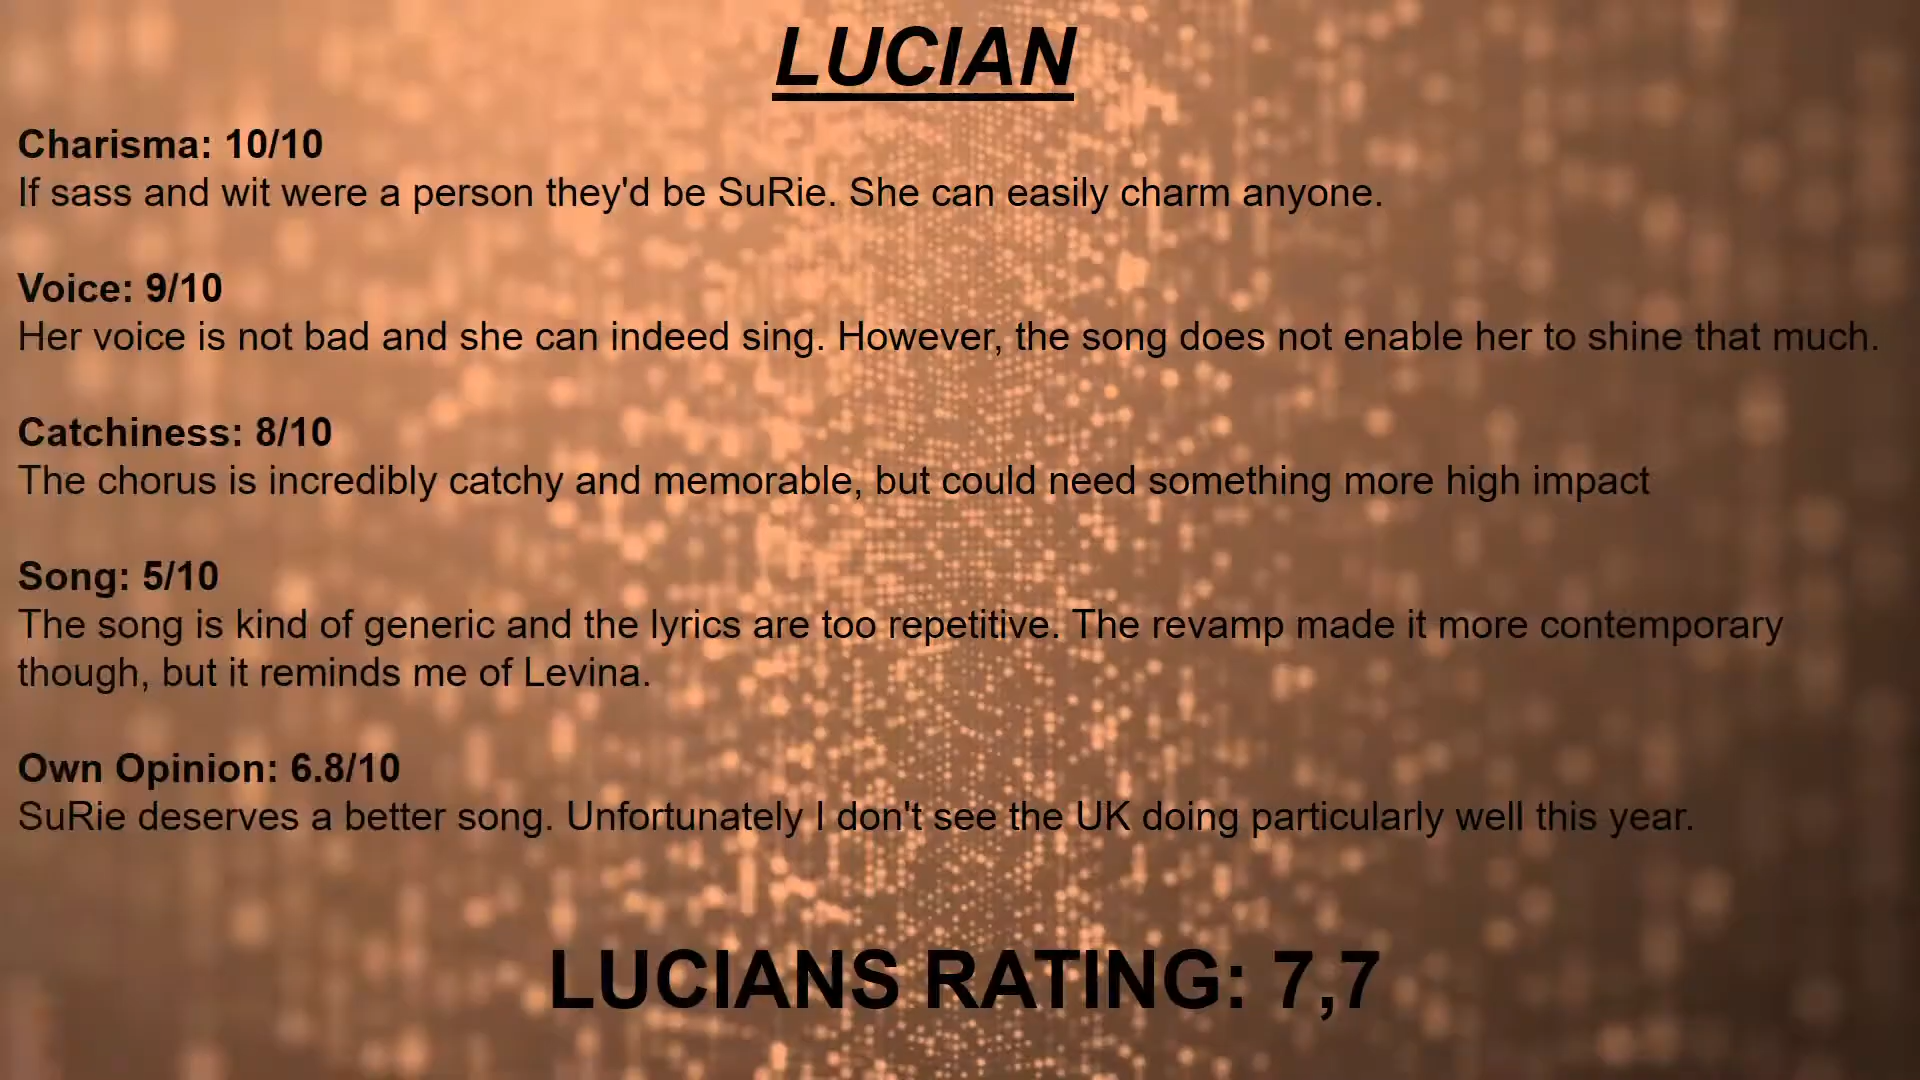 LUCIAN
Charisma: 10/10
If sass and wit were a person they'd be SuRie. She can easily charm anyone.
Voice: 9/10
Her voice is not bad and she can indeed sing. However, the song does not enable her to shine that much.
Catchiness: 8/10
The chorus is incredibly catchy and memorable, but could need something more high impact
Song: 5/10
The song is kind of generic and the lyrics are too repetitive. The revamp made it more contemporary
though, but it reminds me of Levina.
Own Opinion: 6.8/10
SuRie deserves a better song. Unfortunately I don't see the UK doing particularly well this year.
LUCIANS RATING: 7,7